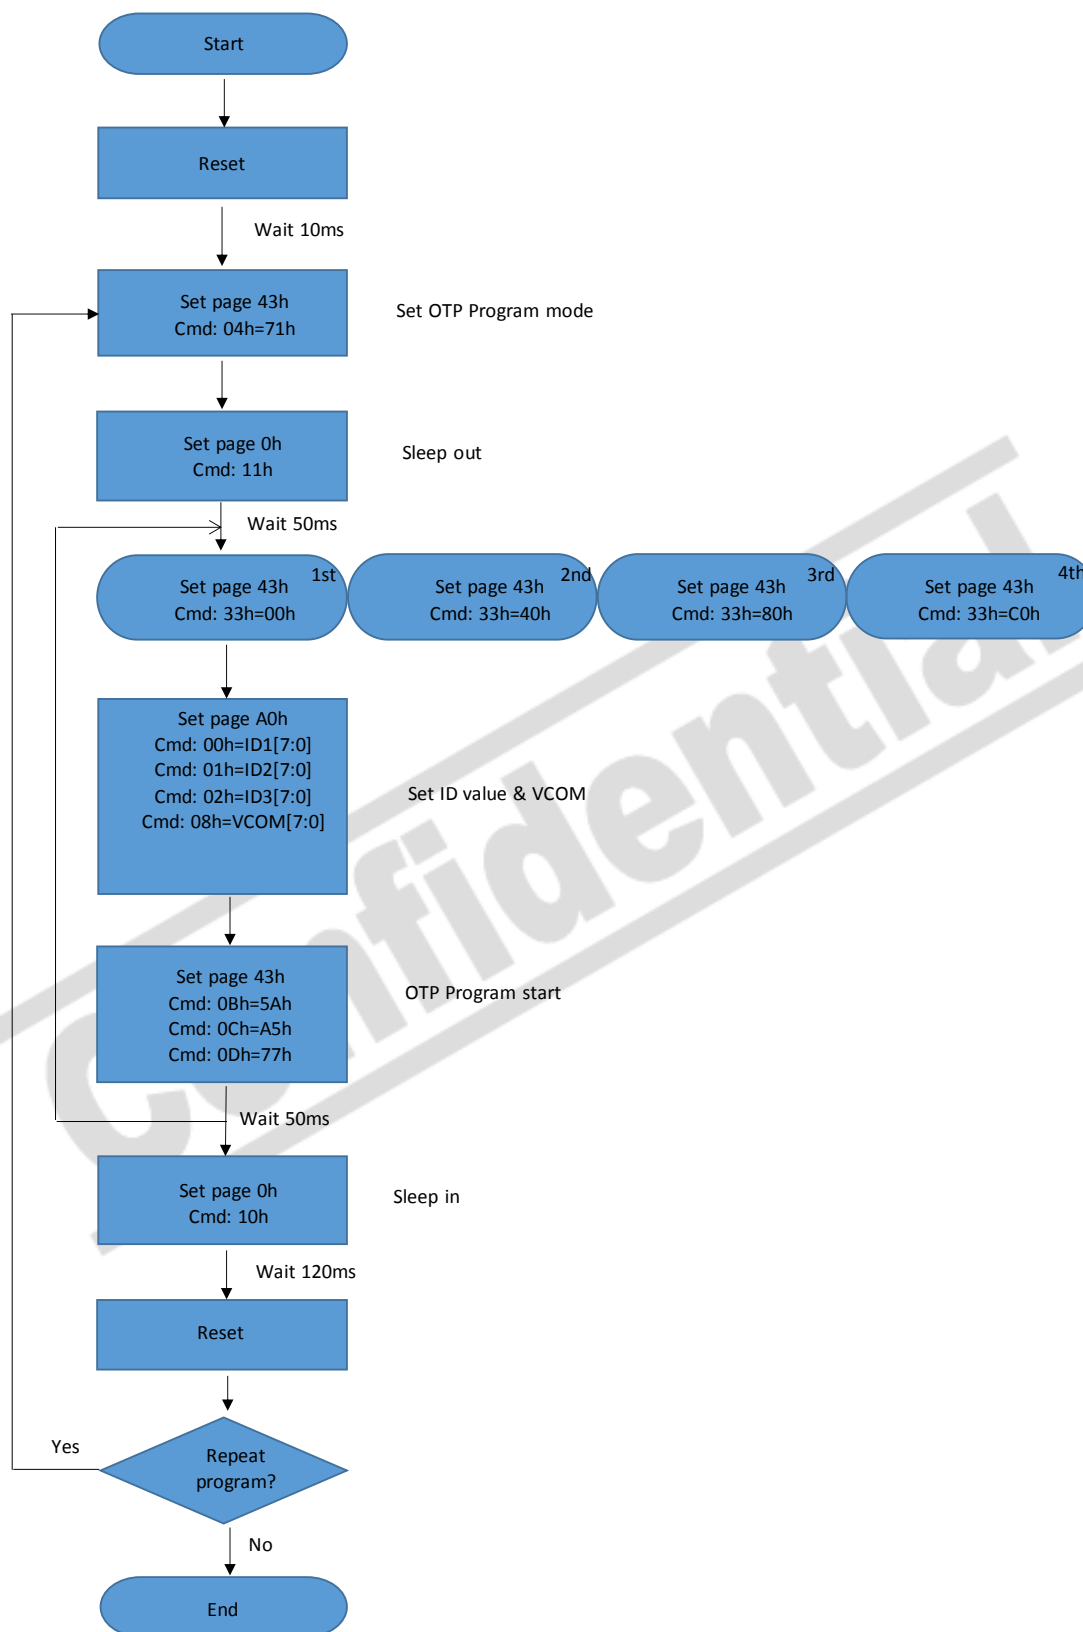 Start
Reset
Wait 10ms
Set page 43h
Cmd: 04h=71h
Set OTP Program mode
Set page 0h
Cmd: 11h
Sleep out
Wait 50ms
1st
Set page 43h
Cmd: 33h=00h
2nd
Set page 43h
Cmd: 33h=40h
3rd
Set page 43h
Cmd: 33h=80h
4th
Set page 43h
Cmd: 33h=C0h
Set page A0h
Cmd: 00h=ID1[7:0]
Cmd: 01h=ID2[7:0]
Cmd: 02h=ID3[7:0]
Cmd: 08h=VCOM[7:0]
Set ID value & VCOM
Set page 43h
Cmd: 0Bh=5Ah
Cmd: 0Ch=A5h
Cmd: 0Dh=77h
OTP Program start
Wait 50ms
Set page 0h
Cmd: 10h
Sleep in
Wait 120ms
Reset
Repeat
program?
Yes
No
End
Confidential